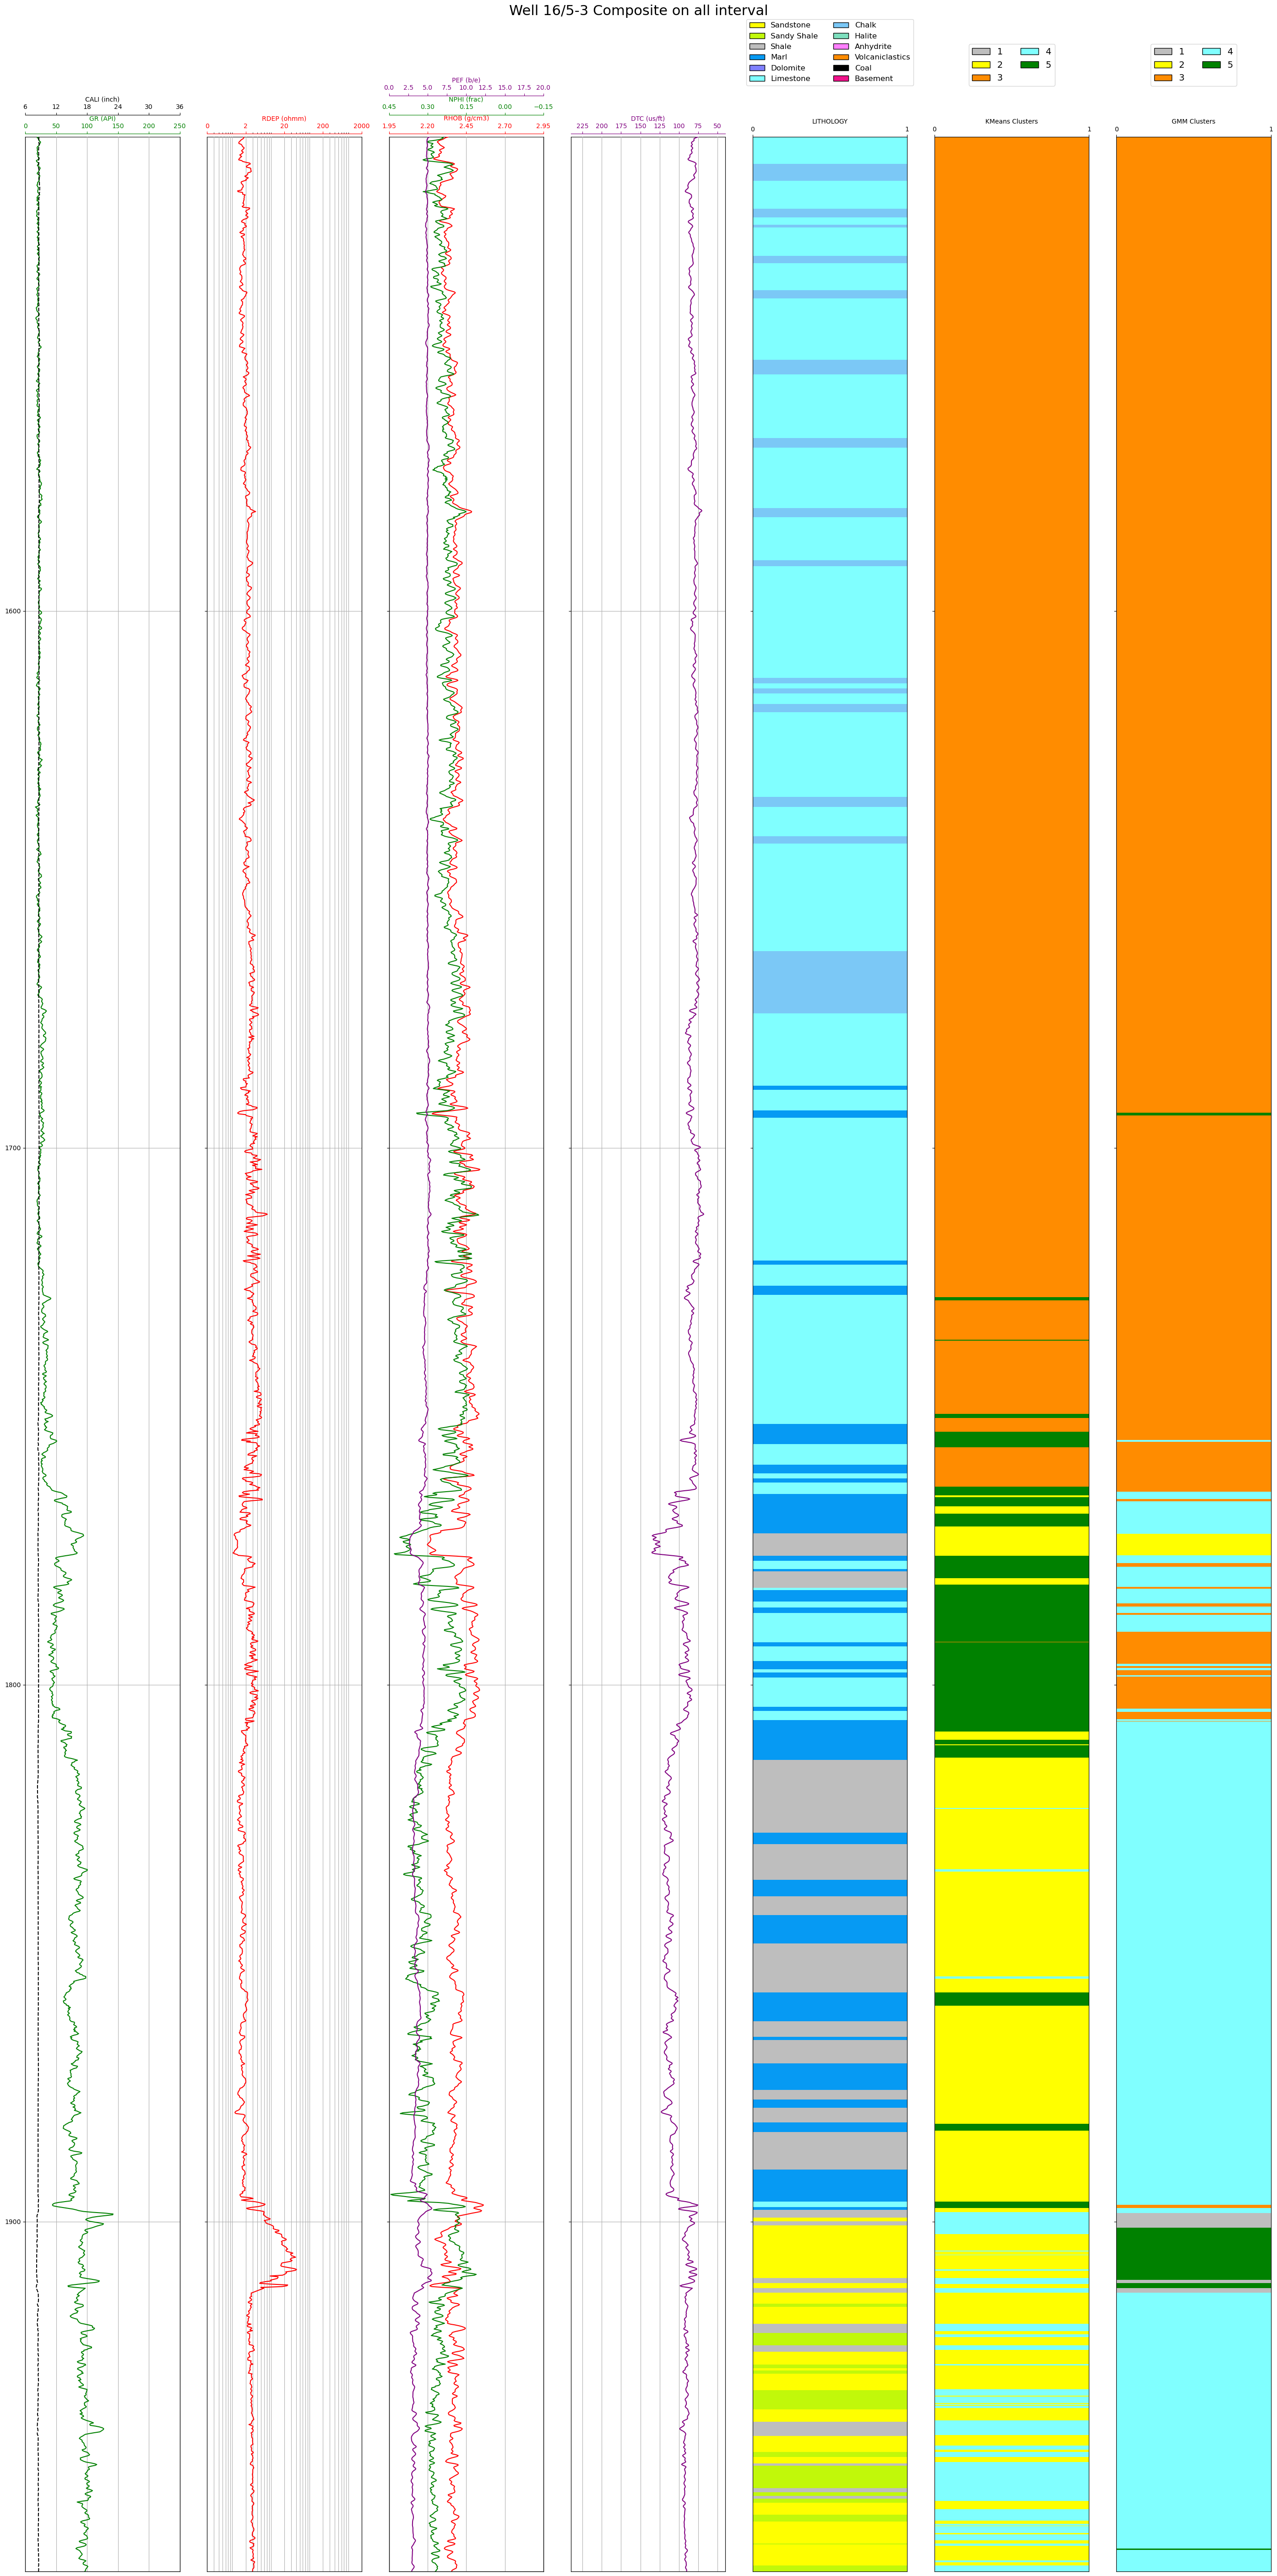 Well 16/5-3 Composite on all interval
Sandstone Chalk
Sandy Shale Halite
Shale Anhydrite
Marl Volcaniclastics
Dolomite Coal
Limestone Basement
1 4
2 5
3
1 4
2 5
3
PEF (b/e)
0.0 2.5 5.0 7.5 10.0 12.5 15.0 17.5 20.0
CALI (inch)
6 12 18 24 30 36
NPHI (frac)
0.45 0.30 0.15 0.00 −0.15
GR (API)
0 50 100 150 200 250
RDEP (ohmm)
0 2 20 200 2000
RHOB (g/cm3)
1.95 2.20 2.45 2.70 2.95
DTC (us/ft)
225 200 175 150 125 100 75 50
LITHOLOGY
0 1
KMeans Clusters
0 1
GMM Clusters
0 1
1600
1700
1800
1900